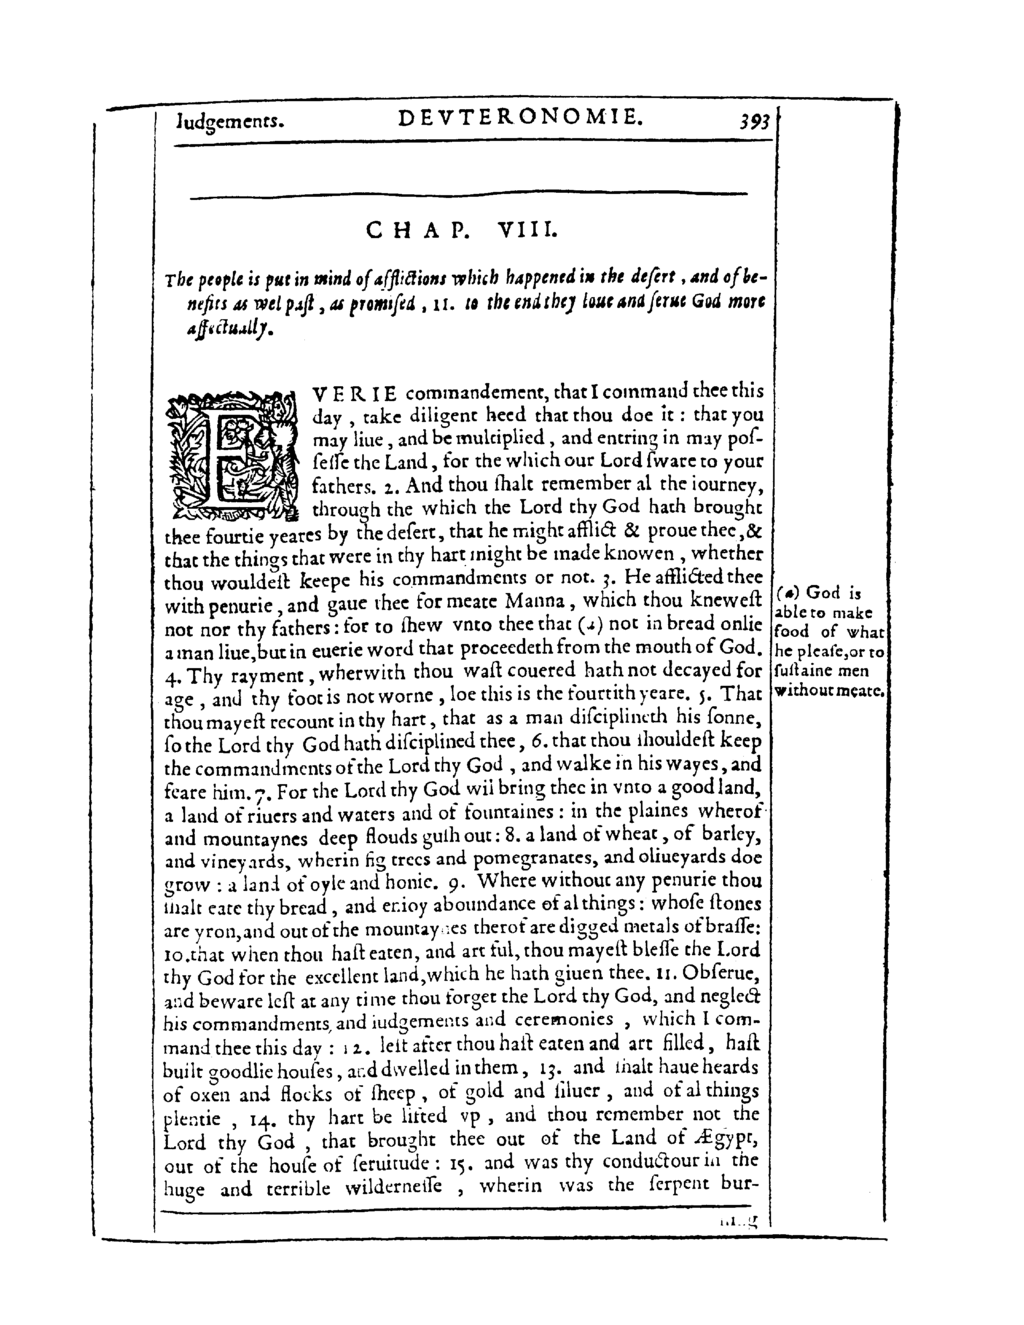 Iudgements. DEVTERONOMIE. 393
CHAP. VIII.
The people is put in mind of afflictions which happened in the desert, and of be-
nefits as wel past, as promised, 11. to the end they loue and serue God more
affectually.
EVERIE commandement, that I command thee this
day, take diligent heed that thou doe it: that you
may liue, and be multiplied, and entring in may pos-
sesse the Land, for the which our Lord sware to your
fathers. 2. And thou shalt remember al the iourney,
through the which the Lord thy God hath brought
thee fourtie yeares by the desert, that he might afflict & proue thee, &
that the things that were in thy hart might be made knowen, whether
thou wouldest keepe his commandments or not. 3. He afflicted thee
with penurie, and gaue thee for meate Manna, which thou knewest
not nor thy fathers: for to shew vnto thee that (a) not in bread onlie
a man liue, but in euerie word that proceedeth from the mouth of God.
4. Thy rayment, wherwith thou wast couered hath not decayed for
age, and thy foot is not worne, loe this is the fourtith yeare. 5. That
thou mayest recount in thy hart, that as a man disciplineth his sonne,
so the Lord thy God hath disciplined thee, 6. that thou shouldest keep
the commandments of the Lord thy God, and walke in his wayes, and
feare him. 7. For the Lord thy God wil bring thee in vnto a good land,
a land of riuers and waters and of fountaines: in the plaines wherof
and mountaynes deep flouds gush out: 8. a land of wheat, of barley,
and vineyards, wherin fig trees and pomegranates, and oliueyards doe
grow: a land of oyle and honie. 9. Where without any penurie thou
shalt eate thy bread, and enioy aboundance of al things: whose stones
are yron, and out of the mountaynes therof are digged metals of brasse:
10. that when thou hast eaten, and art ful, thou mayest blesse the Lord
thy God for the excellent land, which he hath giuen thee. 11. Obserue,
and beware lest at any time thou forget the Lord thy God, and neglect
his commandments, and iudgements and ceremonies, which I com-
mand thee this day: 12. lest after thou hast eaten and art filled, hast
built goodlie houses, and dwelled in them, 13. and shalt haue heards
of oxen and flocks of sheep, of gold and siluer, and of al things
plentie, 14. thy hart be lifted vp, and thou remember not the
Lord thy God, that brought thee out of the Land of Ægypt,
out of the house of seruitude: 15. and was thy conductour in the
huge and terrible wildernesse, wherin was the serpent bur-
(a) God is
able to make
food of what
he please, or to
sustaine men
without meate.